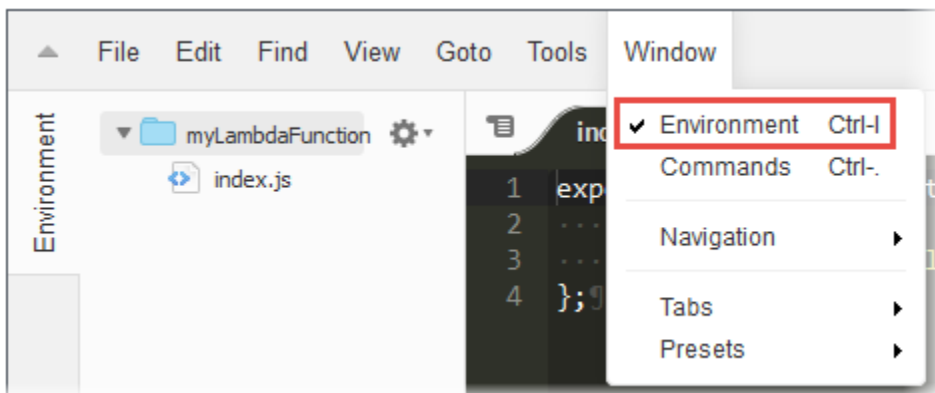 File Edit Find View Goto Tools Window
Environment
myLambdaFunction
index.js
Environment Ctrl-I
Commands Ctrl-.
Navigation
Tabs
Presets
1
2
3
4 };¶